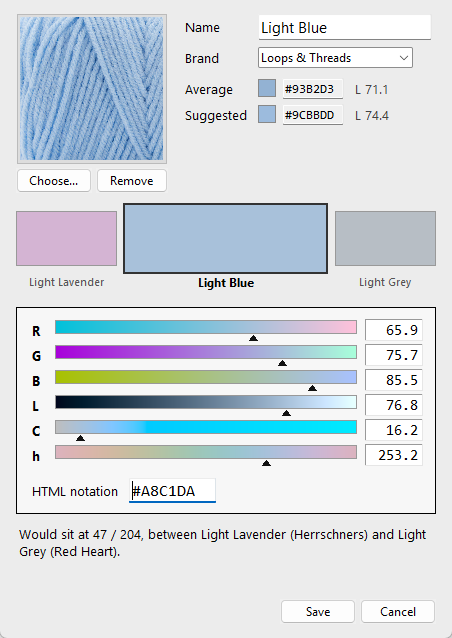 Name Light Blue
Brand Loops & Threads
Average #93B2D3 L 71.1
Suggested #9CBBDD L 74.4
Choose... Remove
Light Lavender Light Blue Light Grey
R 65.9
G 75.7
B 85.5
L 76.8
C 16.2
h 253.2
HTML notation #A8C1DA
Would sit at 47 / 204, between Light Lavender (Herrschners) and Light
Grey (Red Heart).
Save Cancel